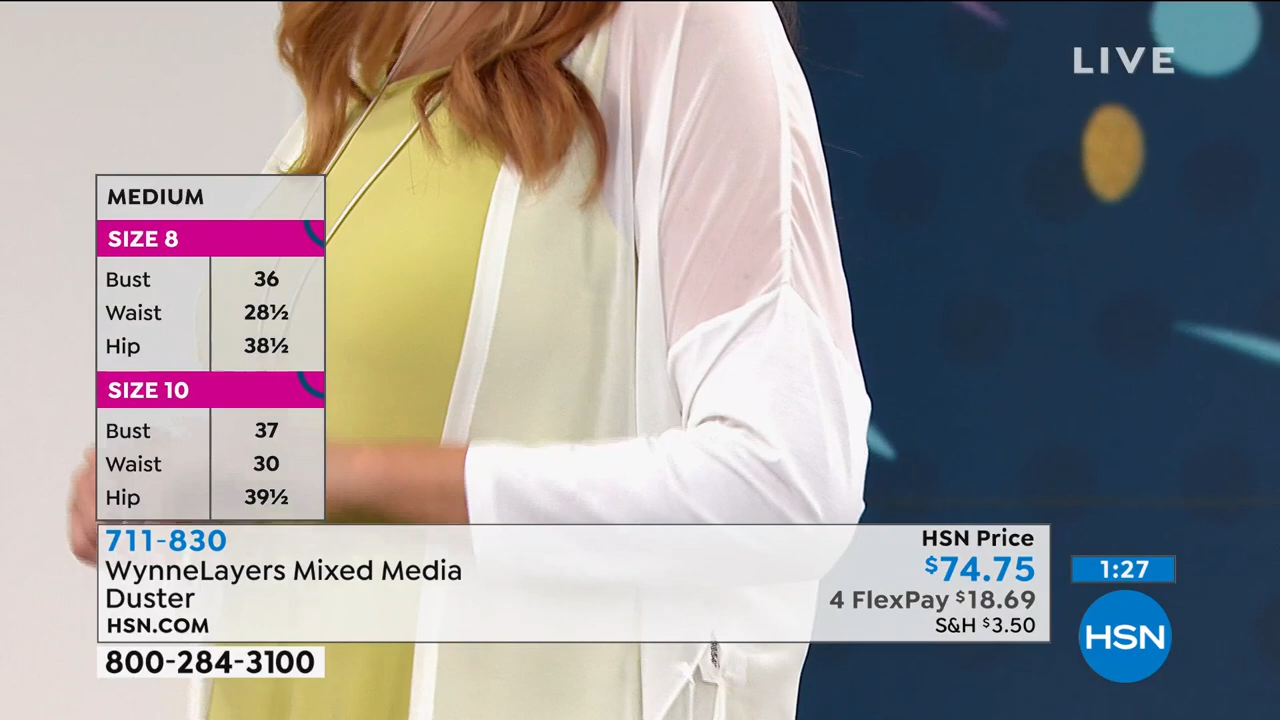 LIVE
MEDIUM
SIZE 8
Bust 36
Waist 28½
Hip 38½
SIZE 10
Bust 37
Waist 30
Hip 39½
711-830
WynneLayers Mixed Media
Duster
HSN.COM
HSN Price
$74.75
4 FlexPay $18.69
S&H $3.50
1:27
HSN
800-284-3100